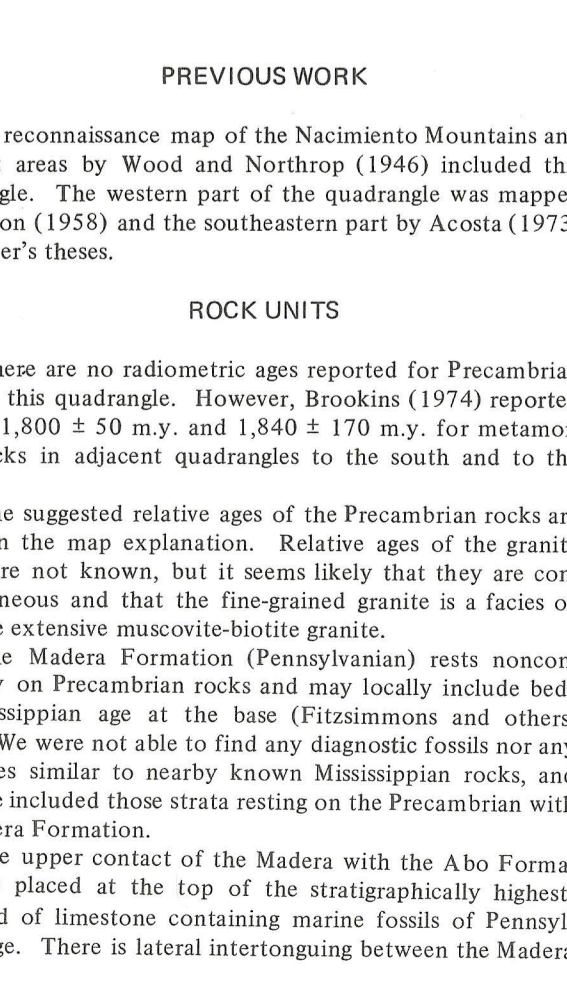 PREVIOUS WORK
reconnaissance map of the Nacimiento Mountains an
areas by Wood and Northrop (1946) included th
gle. The western part of the quadrangle was mappe
on (1958) and the southeastern part by Acosta (1973
er's theses.
ROCK UNITS
ere are no radiometric ages reported for Precambria
this quadrangle. However, Brookins (1974) reporte
1,800 ± 50 m.y. and 1,840 ± 170 m.y. for metamo
cks in adjacent quadrangles to the south and to th
e suggested relative ages of the Precambrian rocks ar
n the map explanation. Relative ages of the granit
re not known, but it seems likely that they are con
neous and that the fine-grained granite is a facies o
e extensive muscovite-biotite granite.
e Madera Formation (Pennsylvanian) rests noncon
y on Precambrian rocks and may locally include bed
ssippian age at the base (Fitzsimmons and others
We were not able to find any diagnostic fossils nor any
es similar to nearby known Mississippian rocks, and
e included those strata resting on the Precambrian with
era Formation.
e upper contact of the Madera with the Abo Forma
placed at the top of the stratigraphically highest
d of limestone containing marine fossils of Pennsyl
ge. There is lateral intertonguing between the Madera